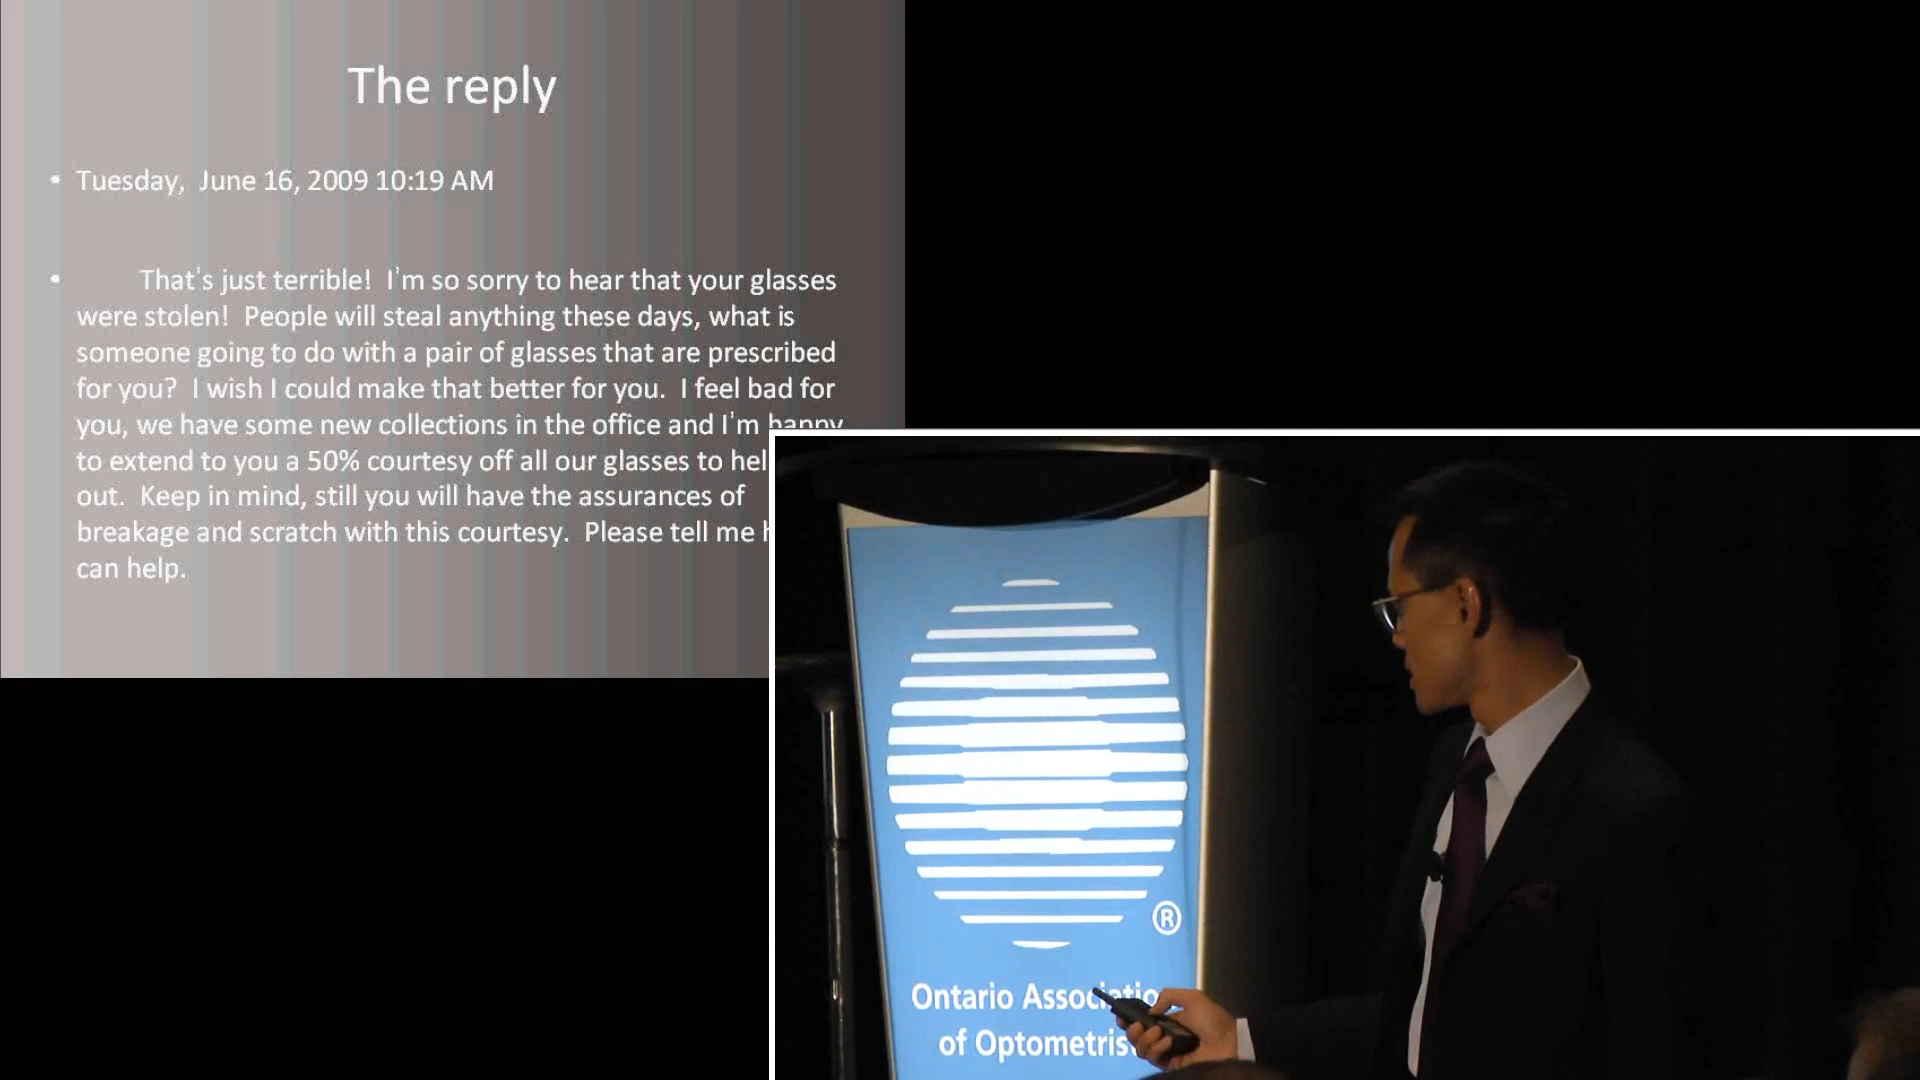 The reply
• Tuesday,  June 16, 2009 10:19 AM
• That's just terrible!  I'm so sorry to hear that your glasses
were stolen!  People will steal anything these days, what is
someone going to do with a pair of glasses that are prescribed
for you?  I wish I could make that better for you.  I feel bad for
you, we have some new collections in the office and I'm happy
to extend to you a 50% courtesy off all our glasses to hel
out.  Keep in mind, still you will have the assurances of
breakage and scratch with this courtesy.  Please tell me
can help.
®
Ontario Associatio
of Optometris